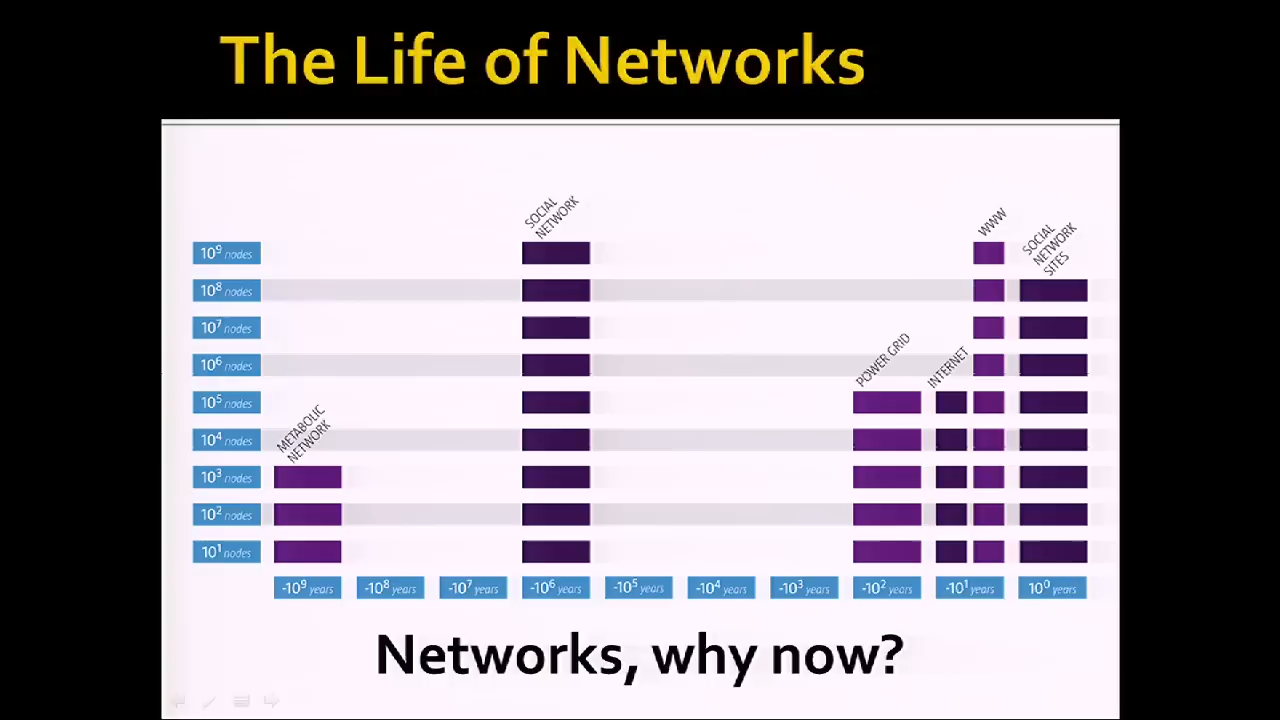 The Life of Networks
SOCIAL
NETWORK
WWW
SOCIAL
NETWORK
SITES
10⁹ nodes
10⁸ nodes
10⁷ nodes
POWER GRID
INTERNET
10⁶ nodes
10⁵ nodes
METABOLIC
NETWORK
10⁴ nodes
10³ nodes
10² nodes
10¹ nodes
-10⁹ years -10⁸ years -10⁷ years -10⁶ years -10⁵ years -10⁴ years -10³ years -10² years -10¹ years 10⁰ years
Networks, why now?